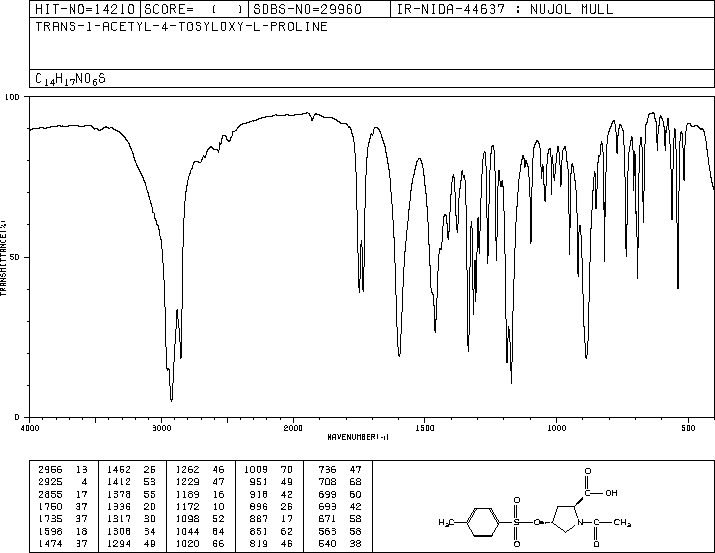 HIT-NO=14210 SCORE= ( ) SDBS-NO=29960 IR-NIDA-44637 : NUJOL MULL
TRANS-1-ACETYL-4-TOSYLOXY-L-PROLINE
C14H17NO6S
100
50
0
TRANSMITTANCE(%)
4000 3000 2000 1500 1000 500
WAVENUMBER(-1)
2956 13 1462 26 1262 46 1009 70 736 47
2925 4 1412 53 1229 47 951 49 708 68
2855 17 1378 55 1189 16 918 42 699 60
1750 37 1336 20 1172 10 896 26 693 42
1735 37 1317 30 1098 52 887 17 671 58
1598 18 1308 34 1044 64 851 62 563 58
1474 37 1294 49 1020 66 819 46 540 38
O
C OH
O
H3C S O N C CH3
O O